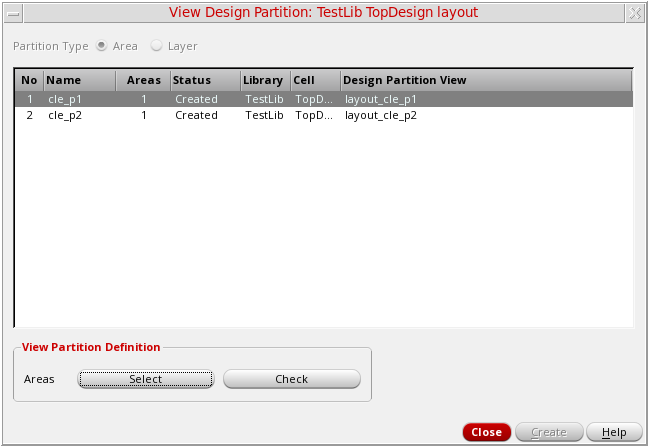 View Design Partition: TestLib TopDesign layout
Partition Type Area Layer
No Name Areas Status Library Cell Design Partition View
1 cle_p1 1 Created TestLib TopD... layout_cle_p1
2 cle_p2 1 Created TestLib TopD... layout_cle_p2
View Partition Definition
Areas Select Check
Close Create Help